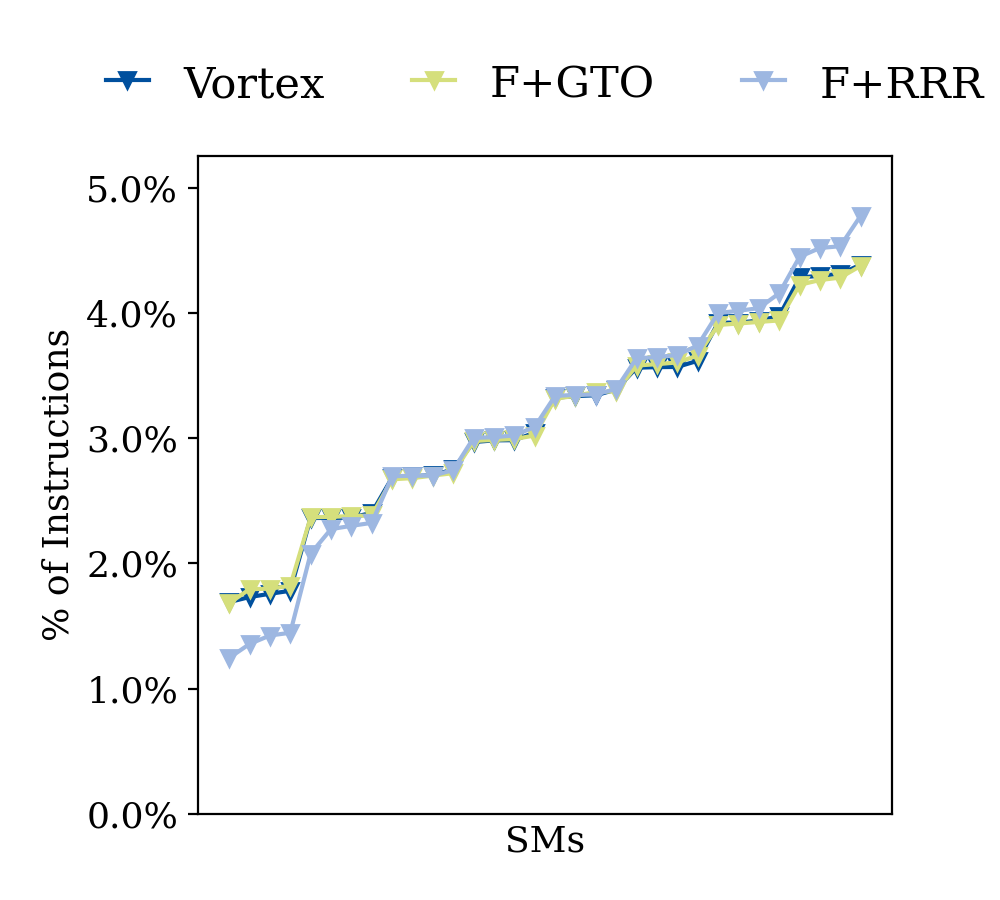 Vortex F+GTO F+RRR
5.0%
4.0%
3.0%
2.0%
1.0%
0.0%
% of Instructions
SMs